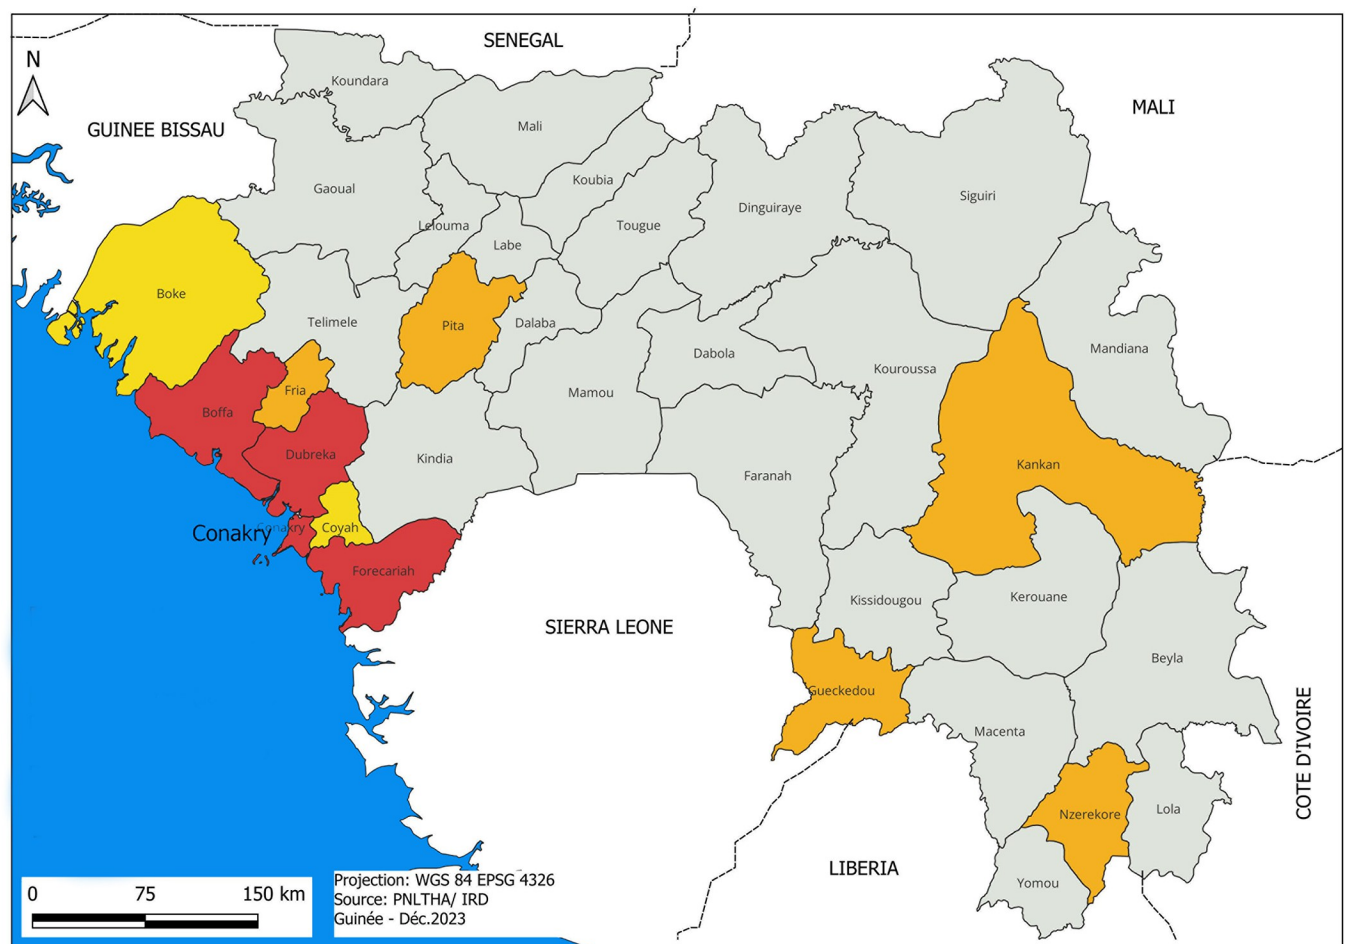 SENEGAL
N
Koundara
MALI
GUINEE BISSAU
Mali
Koubia
Gaoual
Siguiri
Dinguiraye
Lelouma
Tougue
Labe
Boke
Telimele
Pita
Dalaba
Mandiana
Dabola
Kouroussa
Fria
Mamou
Boffa
Dubreka
Kindia
Kankan
Faranah
Conakry
Conakry
Coyah
Forecariah
Kerouane
Kissidougou
SIERRA LEONE
Beyla
Gueckedou
Macenta
COTE D'IVOIRE
Lola
Nzerekore
LIBERIA
Yomou
0 75 150 km
Projection: WGS 84 EPSG 4326
Source: PNLTHA/ IRD
Guinée - Déc.2023